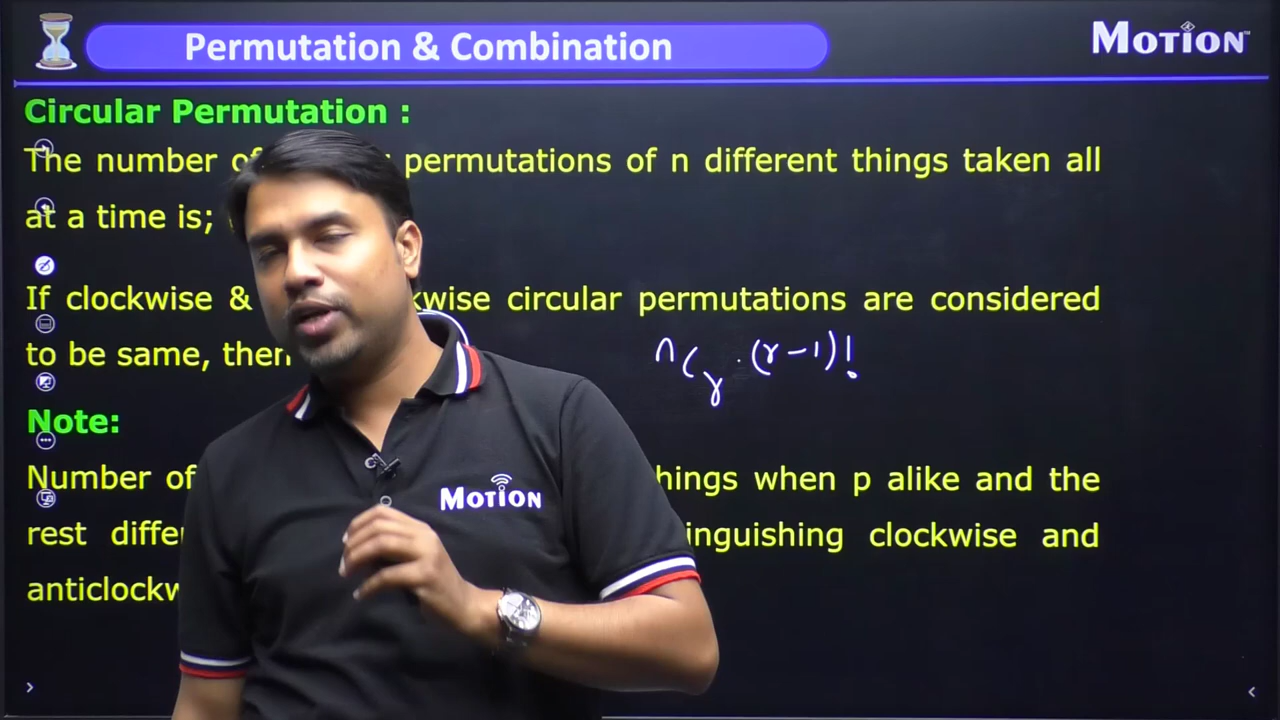 Permutation & Combination
MOTION
Circular Permutation :
The number of permutations of n different things taken all
at a time is;
If clockwise & kwise circular permutations are considered
to be same, then
nCr · (r-1)!
Note:
Number of hings when p alike and the
rest differe inguishing clockwise and
anticlockw
MOTION